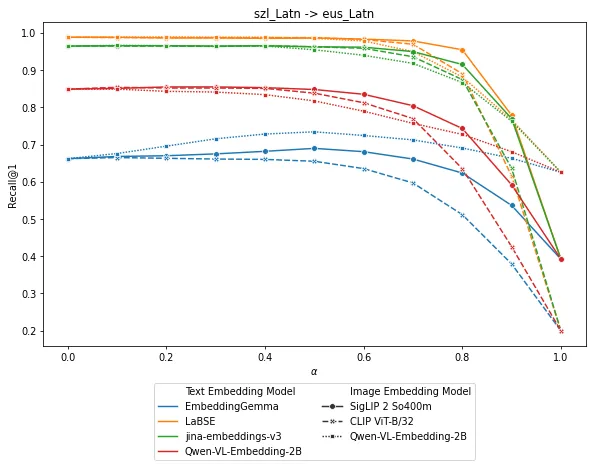 szl_Latn -> eus_Latn
1.0
0.9
0.8
0.7
0.6
0.5
0.4
0.3
0.2
Recall@1
0.0 0.2 0.4 0.6 0.8 1.0
α
Text Embedding Model Image Embedding Model
EmbeddingGemma SigLIP 2 So400m
LaBSE CLIP ViT-B/32
jina-embeddings-v3 Qwen-VL-Embedding-2B
Qwen-VL-Embedding-2B